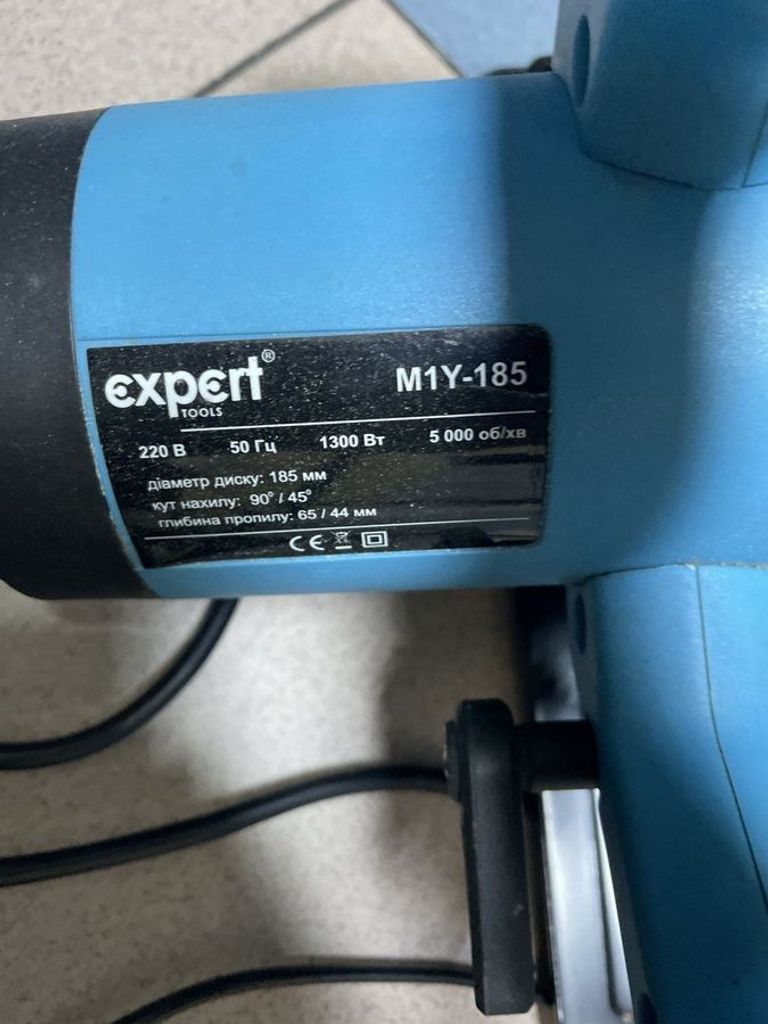 expert®
TOOLS
M1Y-185
220 В 50 Гц 1300 Вт 5 000 об/хв
діаметр диску: 185 мм
кут нахилу: 90° / 45°
глибина пропилу: 65 / 44 мм
CE